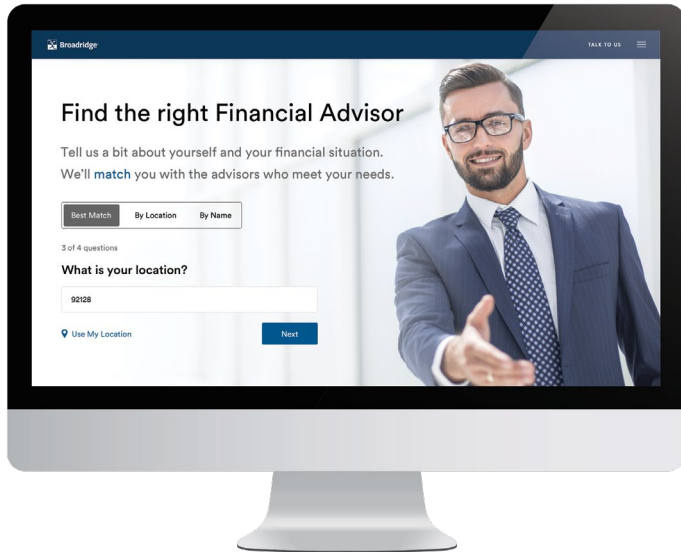 Broadridge
TALK TO US
Find the right Financial Advisor
Tell us a bit about yourself and your financial situation.
We'll match you with the advisors who meet your needs.
Best Match By Location By Name
3 of 4 questions
What is your location?
92128
Use My Location Next